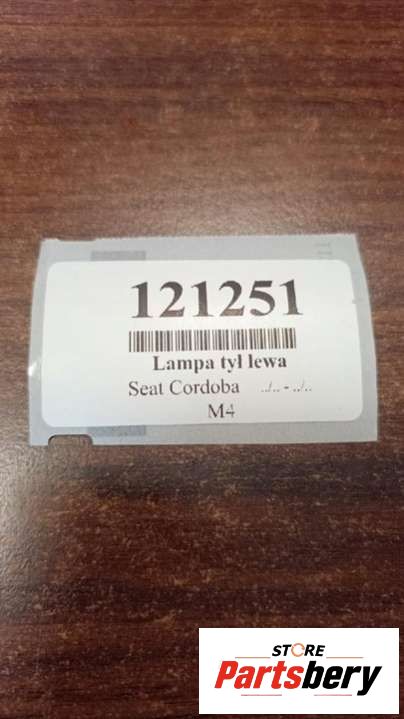 121251
Lampa tył lewa
Seat Cordoba ../.. - ../..
M4
STORE
Partsbery